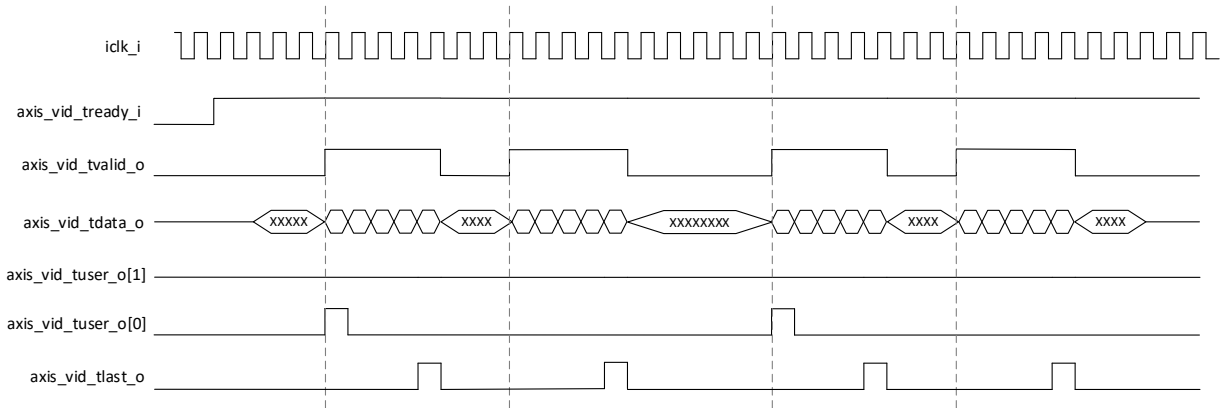 iclk_i
axis_vid_tready_i
axis_vid_tvalid_o
axis_vid_tdata_o XXXXX XXXX XXXXXXXX XXXX XXXX
axis_vid_tuser_o[1]
axis_vid_tuser_o[0]
axis_vid_tlast_o